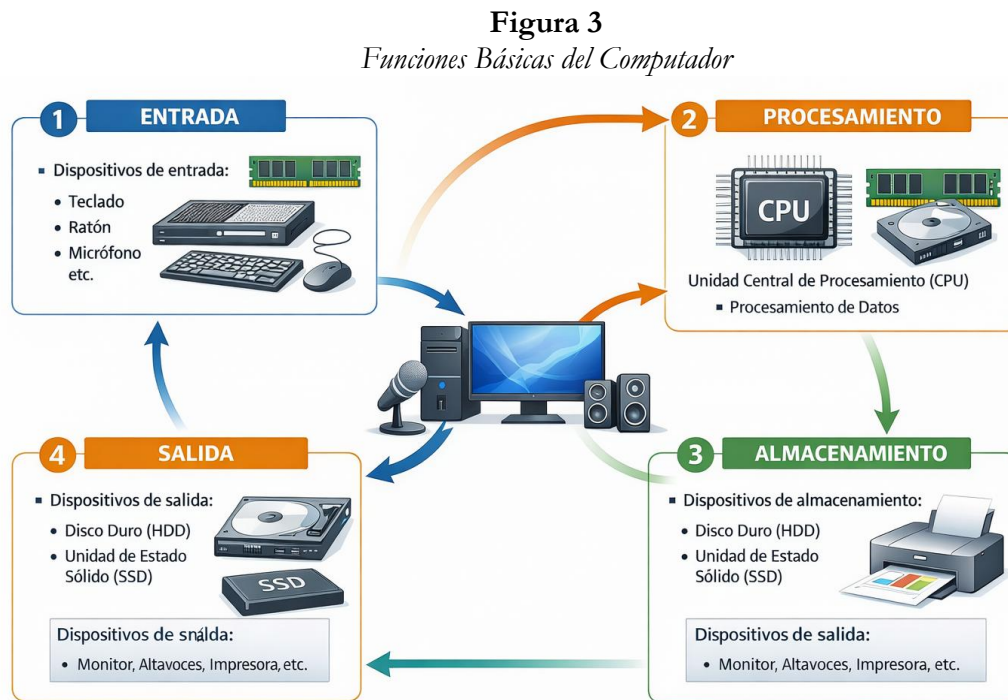 Figura 3
Funciones Básicas del Computador
1 ENTRADA
▪ Dispositivos de entrada:
• Teclado
• Ratón
• Micrófono
etc.
2 PROCESAMIENTO
CPU
Unidad Central de Procesamiento (CPU)
▪ Procesamiento de Datos
4 SALIDA
▪ Dispositivos de salida:
• Disco Duro (HDD)
• Unidad de Estado
Sólido (SSD)
SSD
Dispositivos de snálda:
• Monitor, Altavoces, Impresora, etc.
3 ALMACENAMIENTO
▪ Dispositivos de almacenamiento:
• Disco Duro (HDD)
• Unidad de Estado
Sólido (SSD)
Dispositivos de salida:
• Monitor, Altavoces, Impresora, etc.